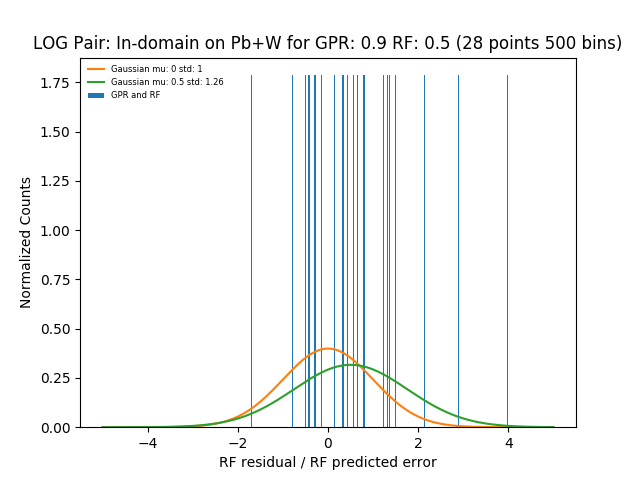 LOG Pair: In-domain on Pb+W for GPR: 0.9 RF: 0.5 (28 points 500 bins)
Gaussian mu: 0 std: 1
Gaussian mu: 0.5 std: 1.26
GPR and RF
Normalized Counts
1.75
1.50
1.25
1.00
0.75
0.50
0.25
0.00
−4 −2 0 2 4
RF residual / RF predicted error